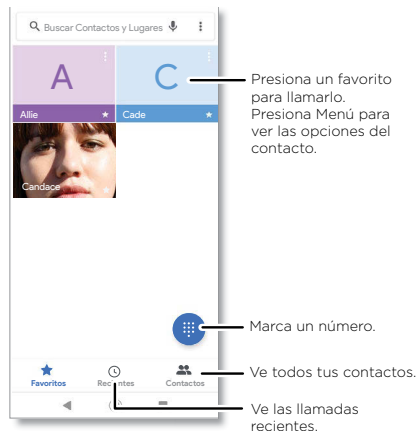 Buscar Contactos y Lugares
A
C
Allie
Cade
Candace
Favoritos
Recientes
Contactos
Presiona un favorito
para llamarlo.
Presiona Menú para
ver las opciones del
contacto.
Marca un número.
Ve todos tus contactos.
Ve las llamadas
recientes.